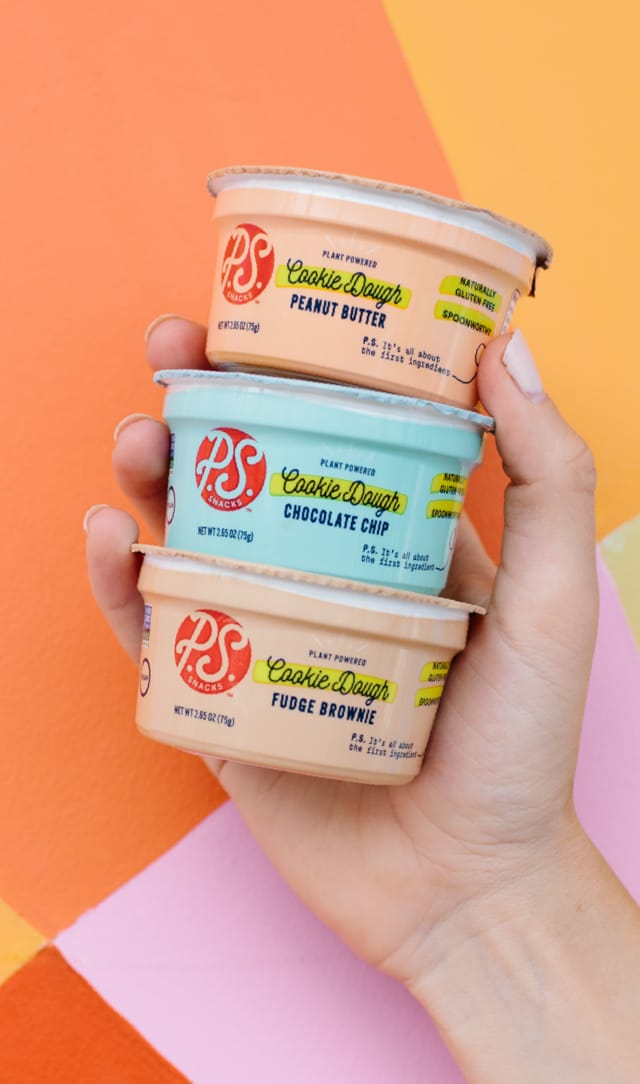 P.S.
SNACKS
PLANT POWERED
Cookie Dough
PEANUT BUTTER
NATURALLY
GLUTEN FREE
SPOONWORTHY
NET WT 2.65 OZ (75g)
P.S. It's all about
the first ingredient
P.S.
SNACKS
PLANT POWERED
Cookie Dough
CHOCOLATE CHIP
NET WT 2.65 OZ (75g)
P.S. It's all about
the first ingredient
P.S.
SNACKS
PLANT POWERED
Cookie Dough
FUDGE BROWNIE
NET WT 2.65 OZ (75g)
P.S. It's all about
the first ingredient